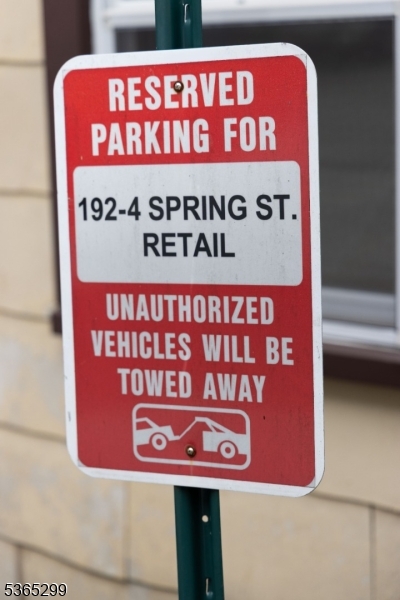 RESERVED
PARKING FOR
192-4 SPRING ST.
RETAIL
UNAUTHORIZED
VEHICLES WILL BE
TOWED AWAY
5365299